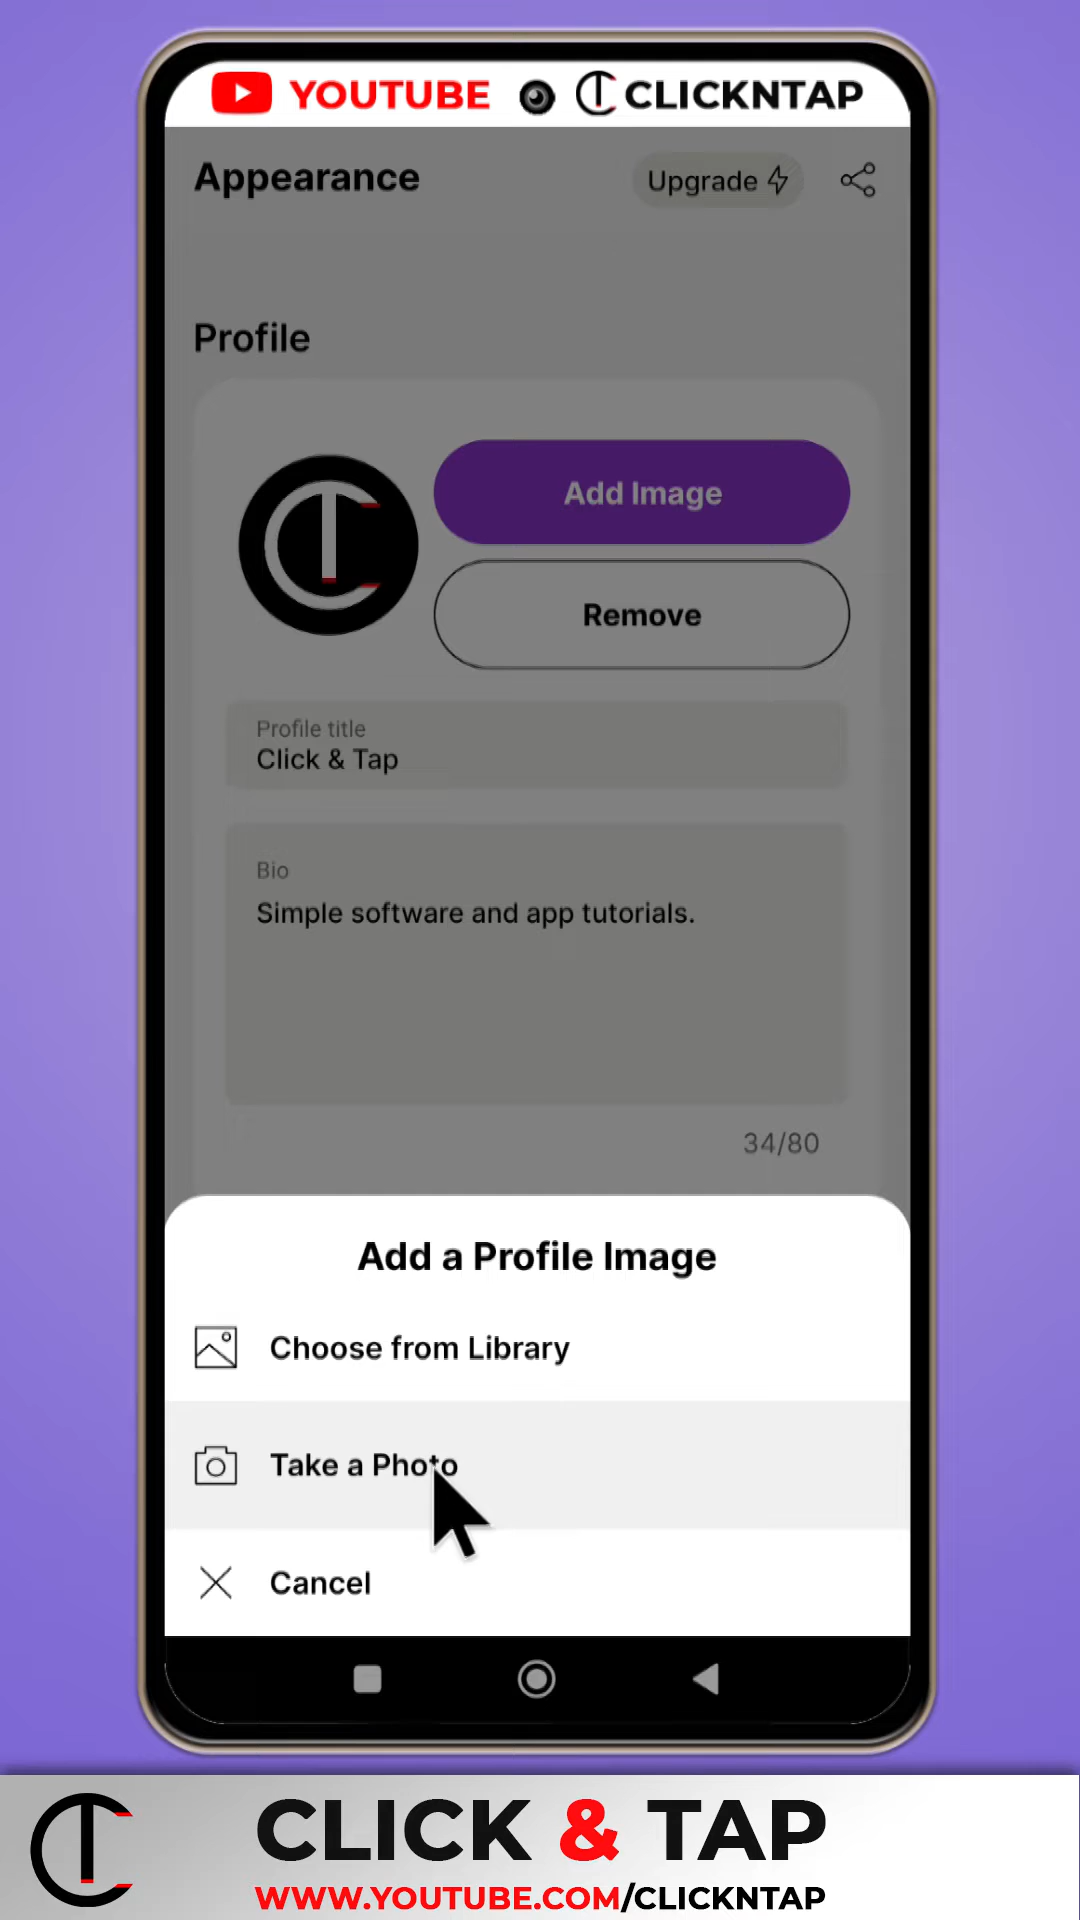 YOUTUBE CLICKNTAP
Appearance
Upgrade
Profile
Add Image
Remove
Profile title
Click & Tap
Bio
Simple software and app tutorials.
34/80
Add a Profile Image
Choose from Library
Take a Photo
Cancel
CLICK & TAP
WWW.YOUTUBE.COM/CLICKNTAP